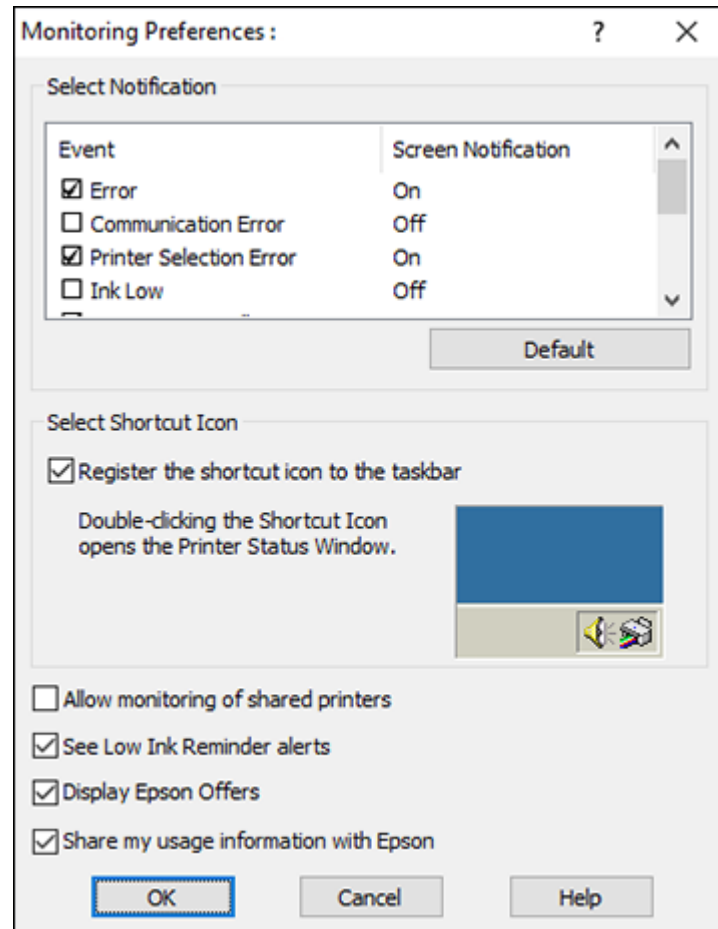 Monitoring Preferences : ?
Select Notification
Event Screen Notification
Error On
Communication Error Off
Printer Selection Error On
Ink Low Off
Default
Select Shortcut Icon
Register the shortcut icon to the taskbar
Double-clicking the Shortcut Icon
opens the Printer Status Window.
Allow monitoring of shared printers
See Low Ink Reminder alerts
Display Epson Offers
Share my usage information with Epson
OK Cancel Help